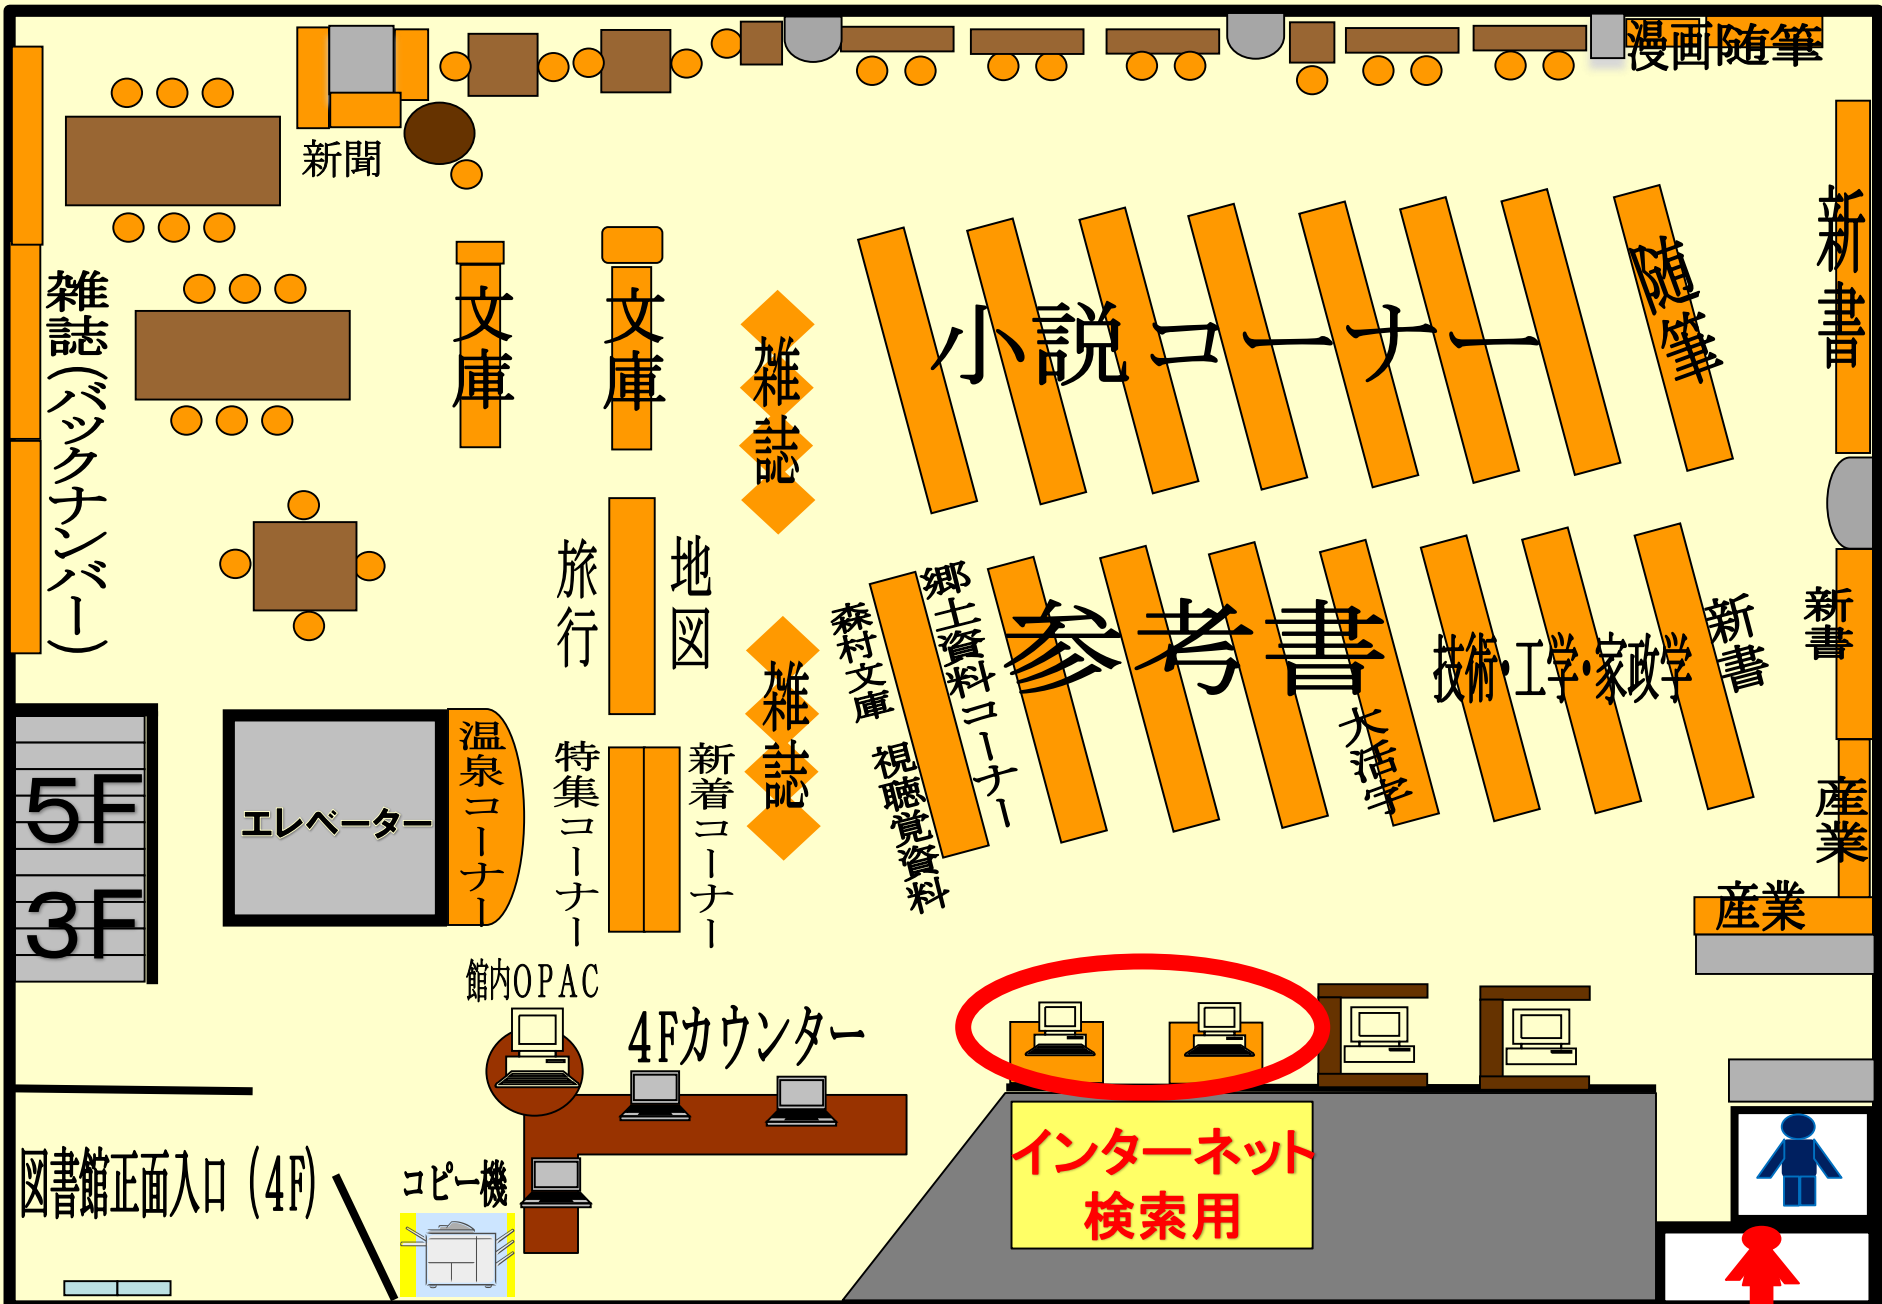 漫画
随筆
新聞
新書
雑誌(バックナンバー)
文庫
文庫
雑誌
小説コーナー
随筆
旅行
地図
雑誌
森村文庫
視聴覚資料
郷土資料コーナー
参考書
大活字
技術・工学・家政学
新書
新書
産業
産業
5F
3F
エレベーター
温泉コーナー
特集コーナー
新着コーナー
館内OPAC
4Fカウンター
インターネット
検索用
図書館正面入口(4F)
コピー機